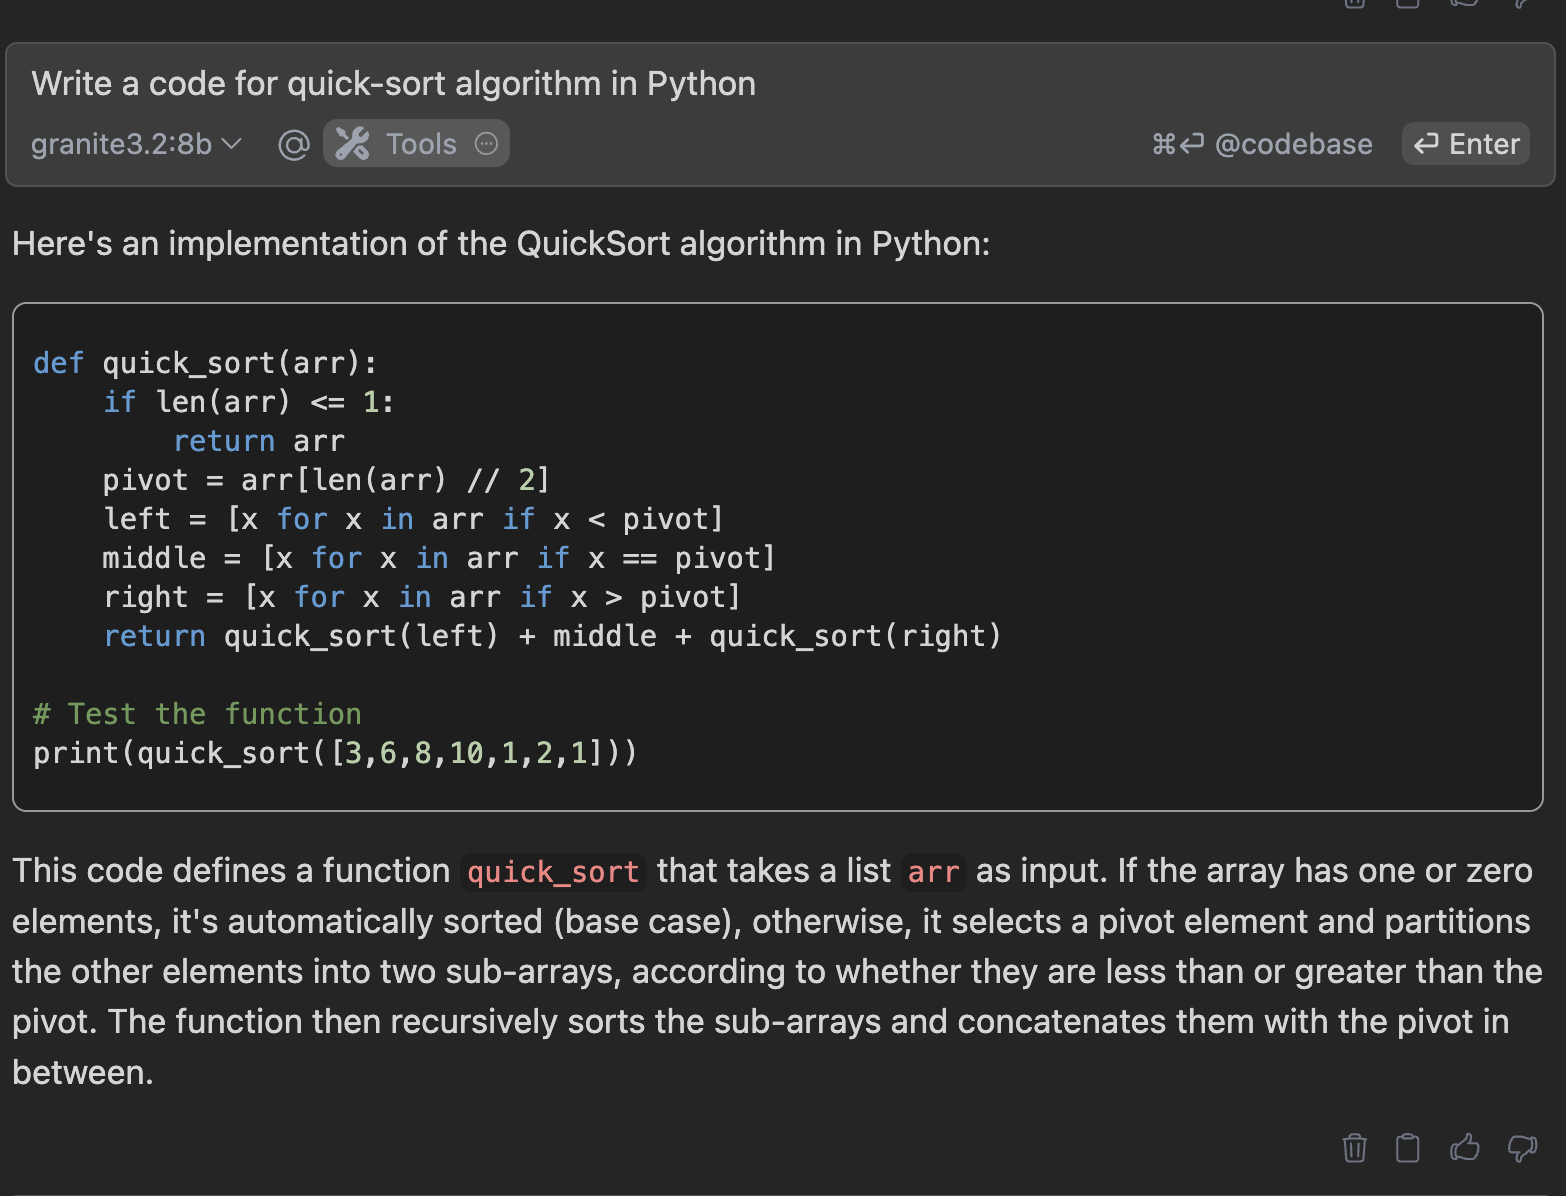 Write a code for quick-sort algorithm in Python
granite3.2:8b @ Tools ⌘⏎ @codebase ⏎ Enter
Here's an implementation of the QuickSort algorithm in Python:
def quick_sort(arr):
    if len(arr) <= 1:
        return arr
    pivot = arr[len(arr) // 2]
    left = [x for x in arr if x < pivot]
    middle = [x for x in arr if x == pivot]
    right = [x for x in arr if x > pivot]
    return quick_sort(left) + middle + quick_sort(right)
# Test the function
print(quick_sort([3,6,8,10,1,2,1]))
This code defines a function quick_sort that takes a list arr as input. If the array has one or zero
elements, it's automatically sorted (base case), otherwise, it selects a pivot element and partitions
the other elements into two sub-arrays, according to whether they are less than or greater than the
pivot. The function then recursively sorts the sub-arrays and concatenates them with the pivot in
between.